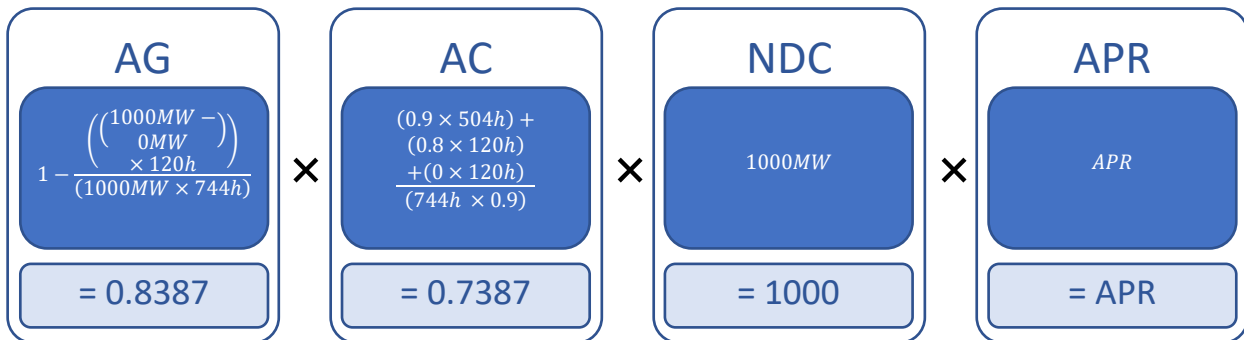 AG
((1000MW −
0MW)
× 120h)
1 −
(1000MW × 744h)
= 0.8387
×
AC
(0.9 × 504h) +
(0.8 × 120h)
+(0 × 120h)
(744h × 0.9)
= 0.7387
×
NDC
1000MW
= 1000
×
APR
APR
= APR